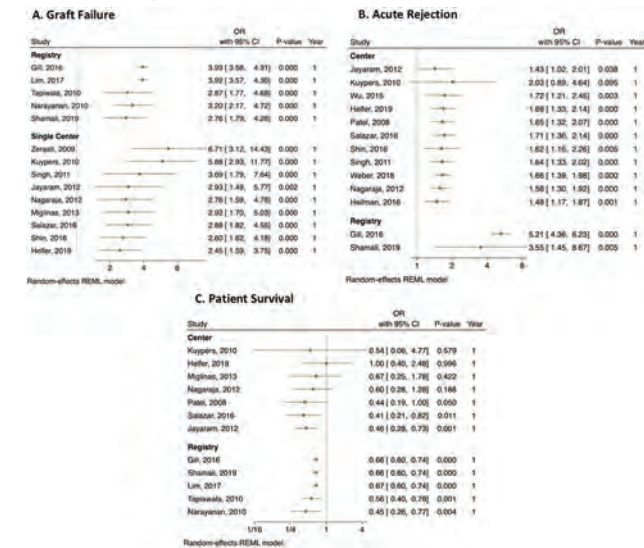 A. Graft Failure
OR
Study with 95% CI P-value Year
Registry
Gill, 2016 3.93 [ 3.58, 4.31] 0.000 1
Lim, 2017 3.92 [ 3.57, 4.30] 0.000 1
Tapiwala, 2010 2.87 [ 1.77, 4.68] 0.000 1
Narayanan, 2010 3.20 [ 2.17, 4.72] 0.000 1
Shamali, 2019 2.76 [ 1.79, 4.26] 0.000 1
Single Center
Zerasti, 2009 6.71 [ 3.12, 14.43] 0.000 1
Kuypers, 2010 5.88 [ 2.93, 11.77] 0.000 1
Singh, 2011 3.69 [ 1.79, 7.64] 0.000 1
Jayaram, 2012 2.93 [ 1.49, 5.77] 0.002 1
Nagaraja, 2012 2.76 [ 1.59, 4.78] 1
Miglinas, 2013 2.92 [ 1.70, 5.03] 0.000 1
Salazar, 2016 2.88 [ 1.82, 4.55] 0.000 1
Shin, 2016 2.60 [ 1.62, 4.18] 0.000 1
Helfer, 2019 2.45 [ 1.59, 3.75] 0.000 1
2 4 8
Random-effects REML model
B. Acute Rejection
OR
Study with 95% CI P-value Year
Center
Jayaram, 2012 1.43 [ 1.02, 2.01] 0.038 1
Kuypers, 2010 2.03 [ 0.89, 4.64] 1
Wu, 2015 1.72 [ 1.21, 2.46] 0.003 1
Helfer, 2019 1.69 [ 1.33, 2.14] 0.000 1
Patel, 2008 1.65 [ 1.32, 2.07] 0.000 1
Salazar, 2016 1.71 [ 1.36, 2.14] 0.000 1
Shin, 2016 1.62 [ 1.16, 2.26] 0.005 1
Singh, 2011 1.64 [ 1.33, 2.02] 0.000 1
Weber, 2018 1.66 [ 1.39, 1.98] 0.000 1
Nagaraja, 2012 1.58 [ 1.30, 1.92] 0.000 1
Heilman, 2016 1.48 [ 1.17, 1.87] 0.001 1
Registry
Gill, 2016 5.21 [ 4.36, 6.23] 0.000 1
Shamali, 2019 3.55 [ 1.45, 8.67] 0.005 1
1 2 4 8
Random-effects REML model
C. Patient Survival
OR
Study with 95% CI P-value Year
Center
Kuypers, 2010 0.54 [ 0.06, 4.77] 0.579 1
Helfer, 2019 1.00 [ 0.40, 2.48] 0.996 1
Miglinas, 2013 0.67 [ 0.25, 1.78] 0.422 1
Nagaraja, 2012 0.60 [ 0.28, 1.28] 0.188 1
Patel, 2008 0.44 [ 0.19, 1.00] 0.050 1
Salazar, 2016 0.41 [ 0.21, 0.82] 0.011 1
Jayaram, 2012 0.46 [ 0.28, 0.73] 0.001 1
Registry
Gill, 2016 0.66 [ 0.60, 0.74] 0.000 1
Shamali, 2019 0.66 [ 0.60, 0.74] 0.000 1
Lim, 2017 0.67 [ 0.60, 0.74] 0.000 1
Tapiawala, 2010 0.56 [ 0.40, 0.78] 0.001 1
Narayanan, 2010 0.45 [ 0.26, 0.77] 0.004 1
1/16 1/4 1 4
Random-effects REML model